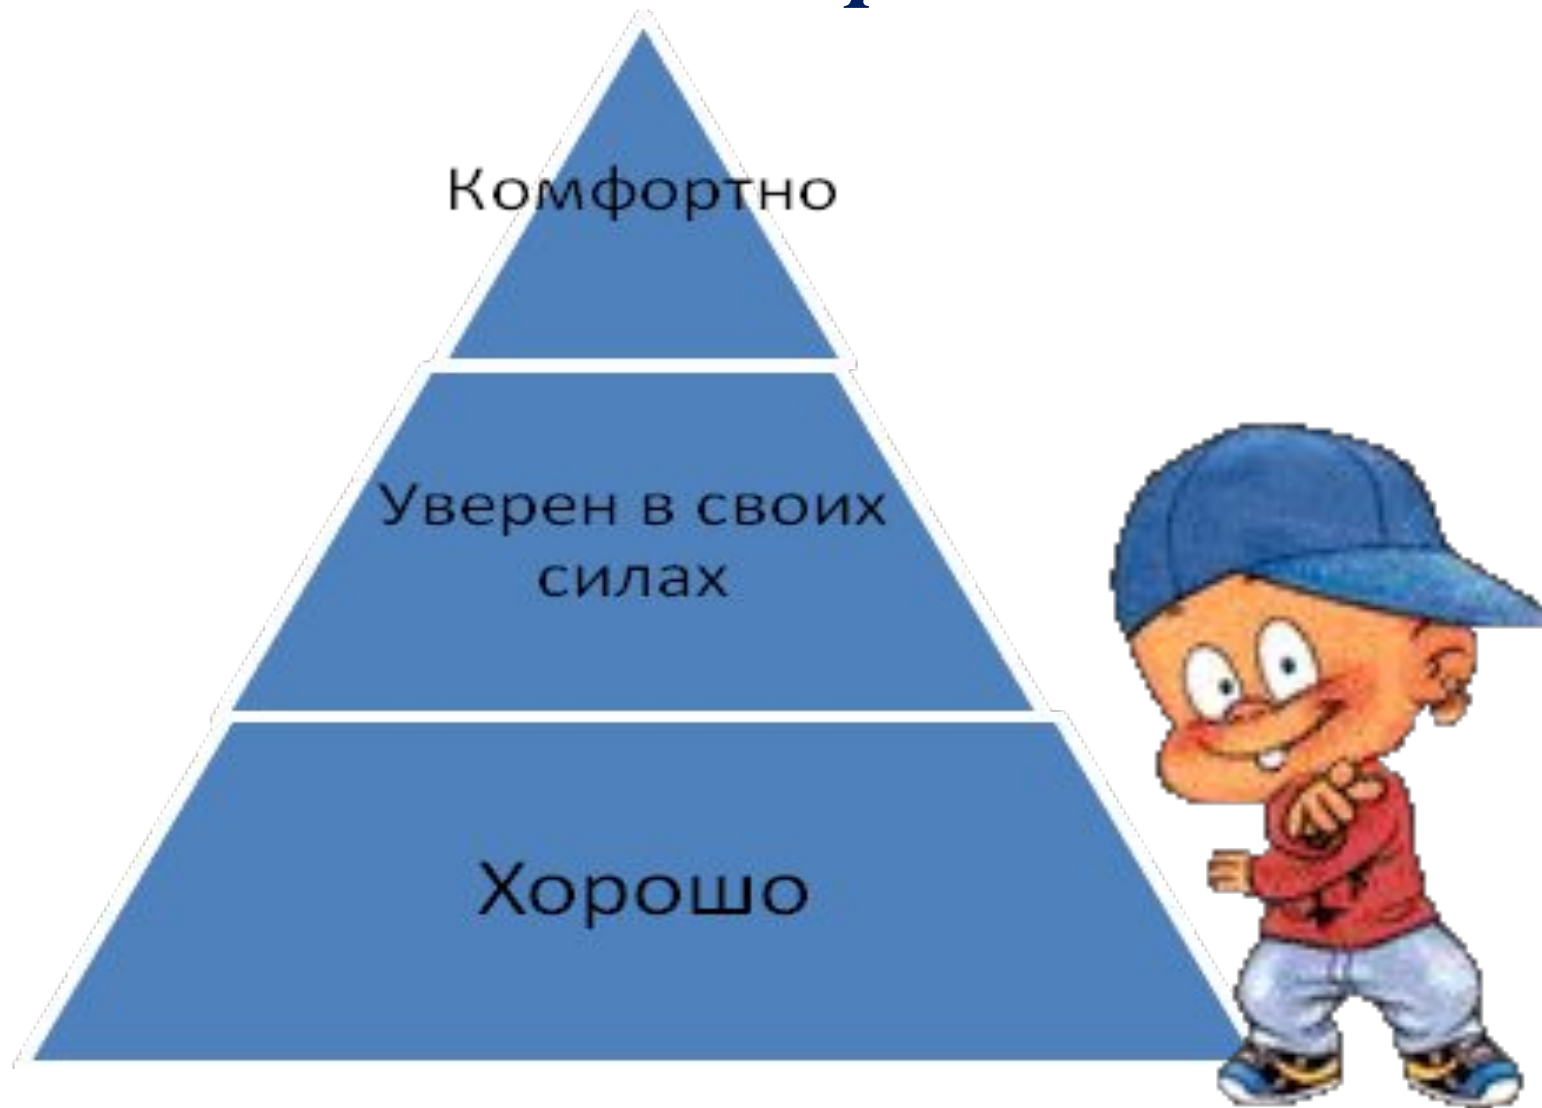 Комфортно
Уверен в своих
силах
Хорошо